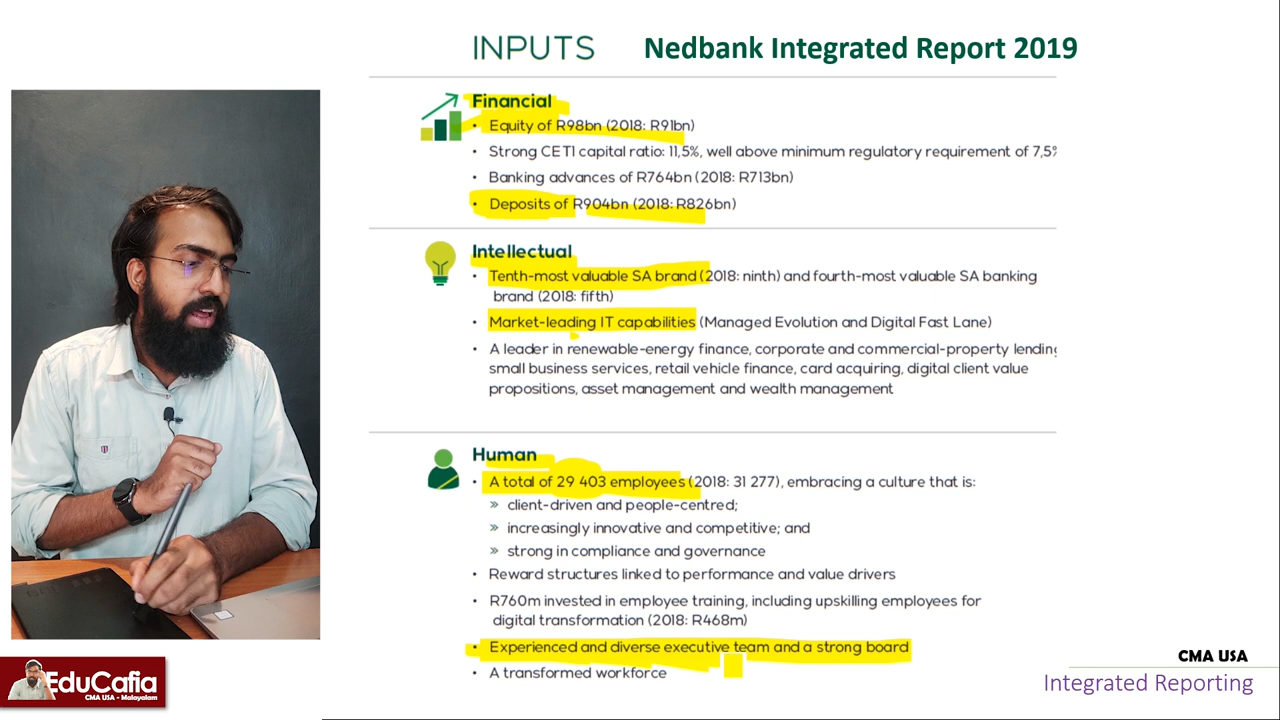 INPUTS Nedbank Integrated Report 2019
Financial
• Equity of R98bn (2018: R91bn)
• Strong CET1 capital ratio: 11,5%, well above minimum regulatory requirement of 7,5%
• Banking advances of R764bn (2018: R713bn)
• Deposits of R904bn (2018: R826bn)
Intellectual
• Tenth-most valuable SA brand (2018: ninth) and fourth-most valuable SA banking
brand (2018: fifth)
• Market-leading IT capabilities (Managed Evolution and Digital Fast Lane)
• A leader in renewable-energy finance, corporate and commercial-property lending
small business services, retail vehicle finance, card acquiring, digital client value
propositions, asset management and wealth management
Human
• A total of 29 403 employees (2018: 31 277), embracing a culture that is:
» client-driven and people-centred;
» increasingly innovative and competitive; and
» strong in compliance and governance
• Reward structures linked to performance and value drivers
• R760m invested in employee training, including upskilling employees for
digital transformation (2018: R468m)
• Experienced and diverse executive team and a strong board
• A transformed workforce
CMA USA
Integrated Reporting
EduCafia
CMA USA - Malayalam